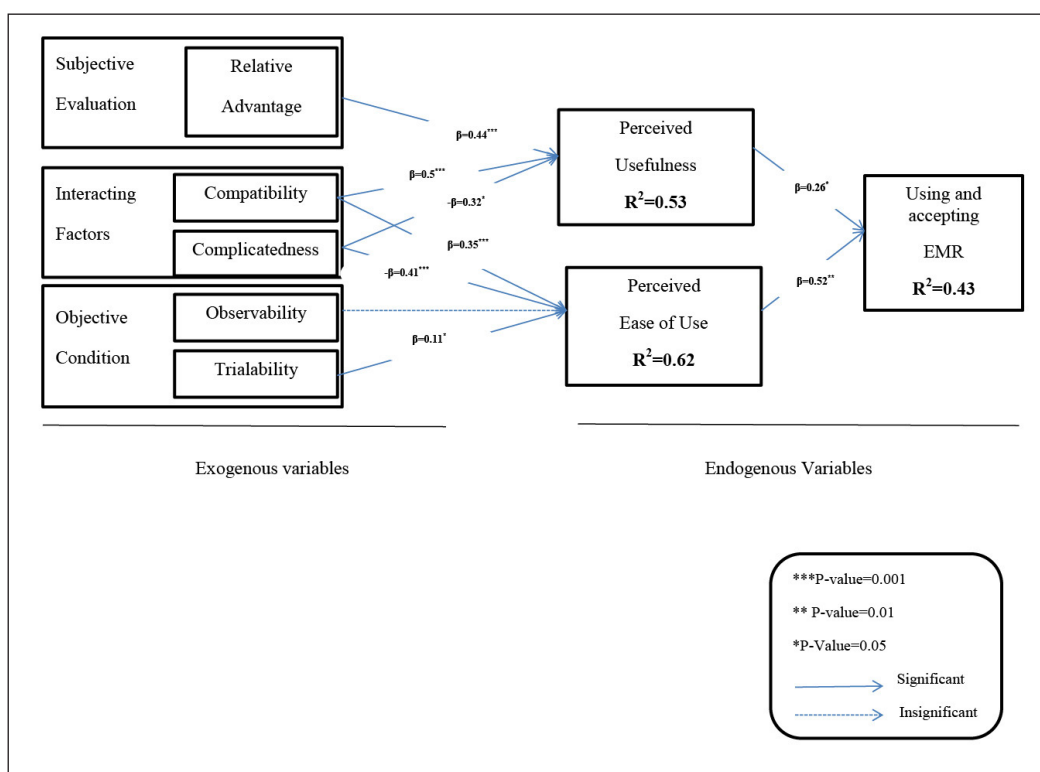 Subjective
Evaluation
Relative
Advantage
Interacting
Factors
Compatibility
Complicatedness
Objective
Condition
Observability
Trialability
β=0.44***
β=0.5***
-β=0.32*
β=0.35***
-β=0.41***
β=0.11*
Perceived
Usefulness
R²=0.53
Perceived
Ease of Use
R²=0.62
β=0.26*
β=0.52**
Using and
accepting
EMR
R²=0.43
Exogenous variables
Endogenous Variables
***P-value=0.001
** P-value=0.01
*P-Value=0.05
Significant
Insignificant